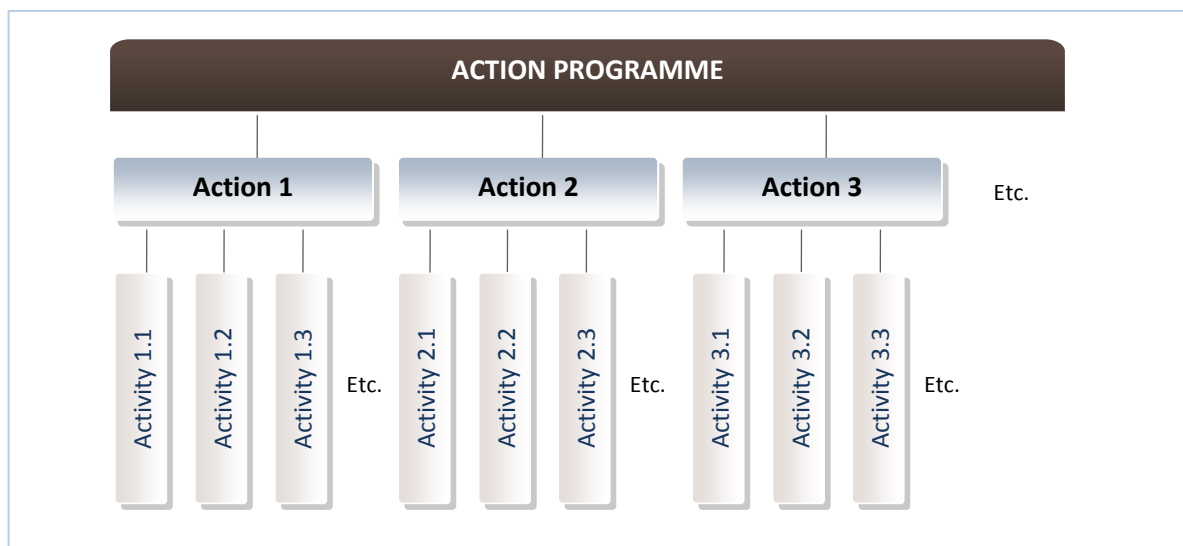 ACTION PROGRAMME
Action 1
Action 2
Action 3
Etc.
Activity 1.1
Activity 1.2
Activity 1.3
Etc.
Activity 2.1
Activity 2.2
Activity 2.3
Etc.
Activity 3.1
Activity 3.2
Activity 3.3
Etc.